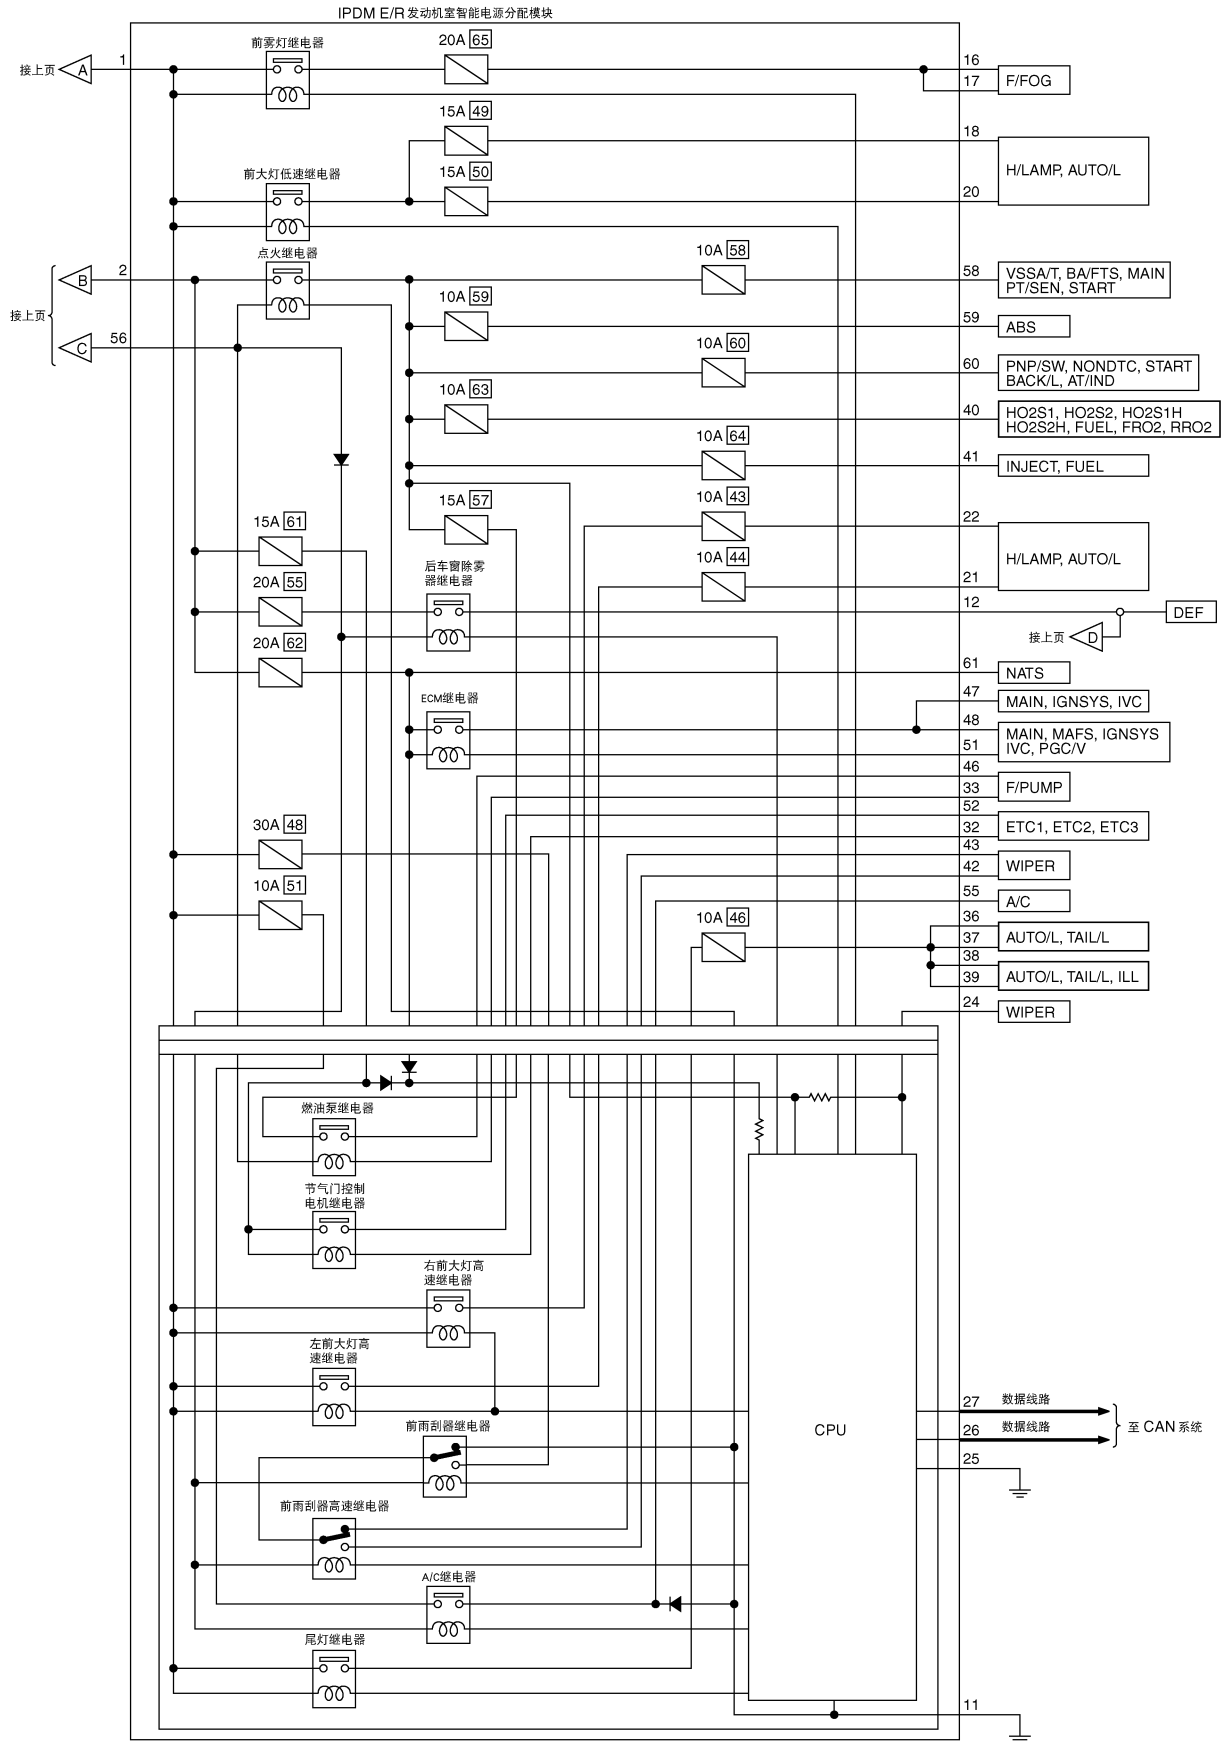 IPDM E/R 发动机室智能电源分配模块
前雾灯继电器
20A 65
接上页 A 1
16
17
F/FOG
15A 49
18
前大灯低速继电器
15A 50
H/LAMP, AUTO/L
20
点火继电器
10A 58
B 2
58
VSSA/T, BA/FTS, MAIN
PT/SEN, START
10A 59
接上页
59
ABS
C 56
10A 60
60
PNP/SW, NONDTC, START
BACK/L, AT/IND
10A 63
40
HO2S1, HO2S2, HO2S1H
HO2S2H, FUEL, FRO2, RRO2
10A 64
41
INJECT, FUEL
15A 57
10A 43
22
15A 61
H/LAMP, AUTO/L
10A 44
后车窗除雾
器继电器
21
20A 55
12
DEF
接上页 D
20A 62
61
NATS
ECM继电器
47
MAIN, IGNSYS, IVC
48
MAIN, MAFS, IGNSYS
IVC, PGC/V
51
46
F/PUMP
33
52
30A 48
ETC1, ETC2, ETC3
32
43
WIPER
42
10A 51
55
A/C
10A 46
36
AUTO/L, TAIL/L
37
38
AUTO/L, TAIL/L, ILL
39
24
WIPER
燃油泵继电器
节气门控制
电机继电器
右前大灯高
速继电器
左前大灯高
速继电器
前雨刮器继电器
CPU
27 数据线路
26 数据线路
至 CAN 系统
25
前雨刮器高速继电器
A/C继电器
尾灯继电器
11